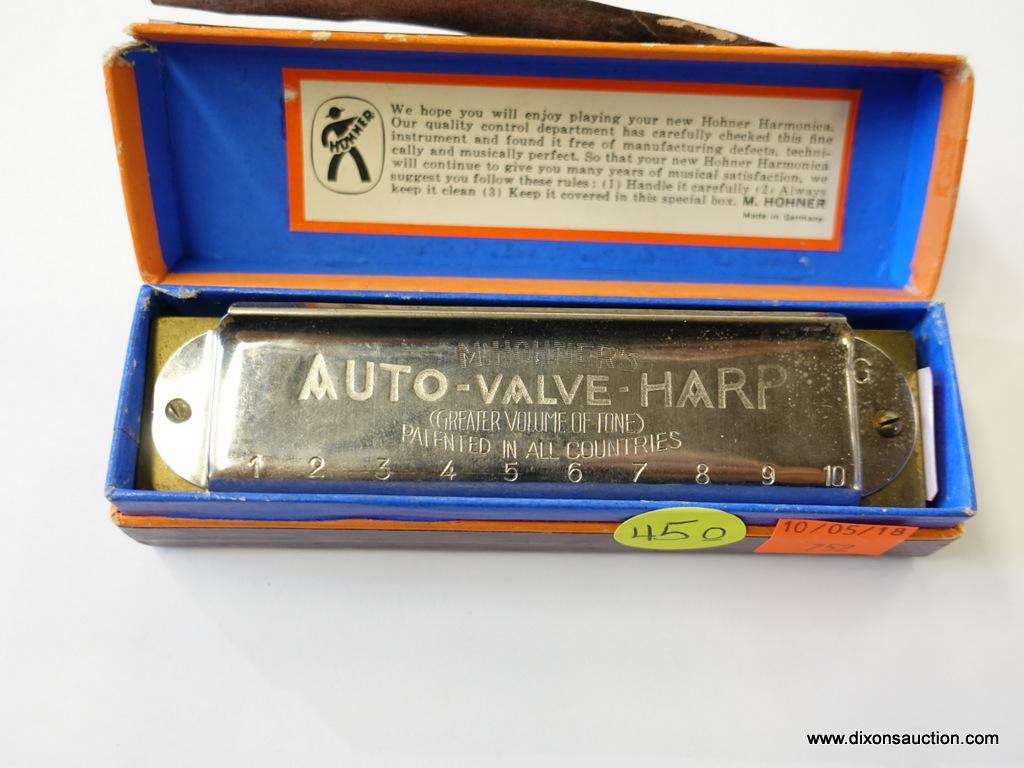 HOHNER
We hope you will enjoy playing your new Hohner Harmonica.
Our quality control department has carefully checked this fine
instrument and found it free of manufacturing defects, techni-
cally and musically perfect. So that your new Hohner Harmonica
will continue to give you many years of musical satisfaction, we
suggest you follow these rules: (1) Handle it carefully (2) Always
keep it clean (3) Keep it covered in this special box. M. HOHNER
Made in Germany
M. HOHNER'S
AUTO-VALVE-HARP
G
(GREATER VOLUME OF TONE)
PATENTED IN ALL COUNTRIES
1 2 3 4 5 6 7 8 9 10
450
10/05/18
757
www.dixonsauction.com